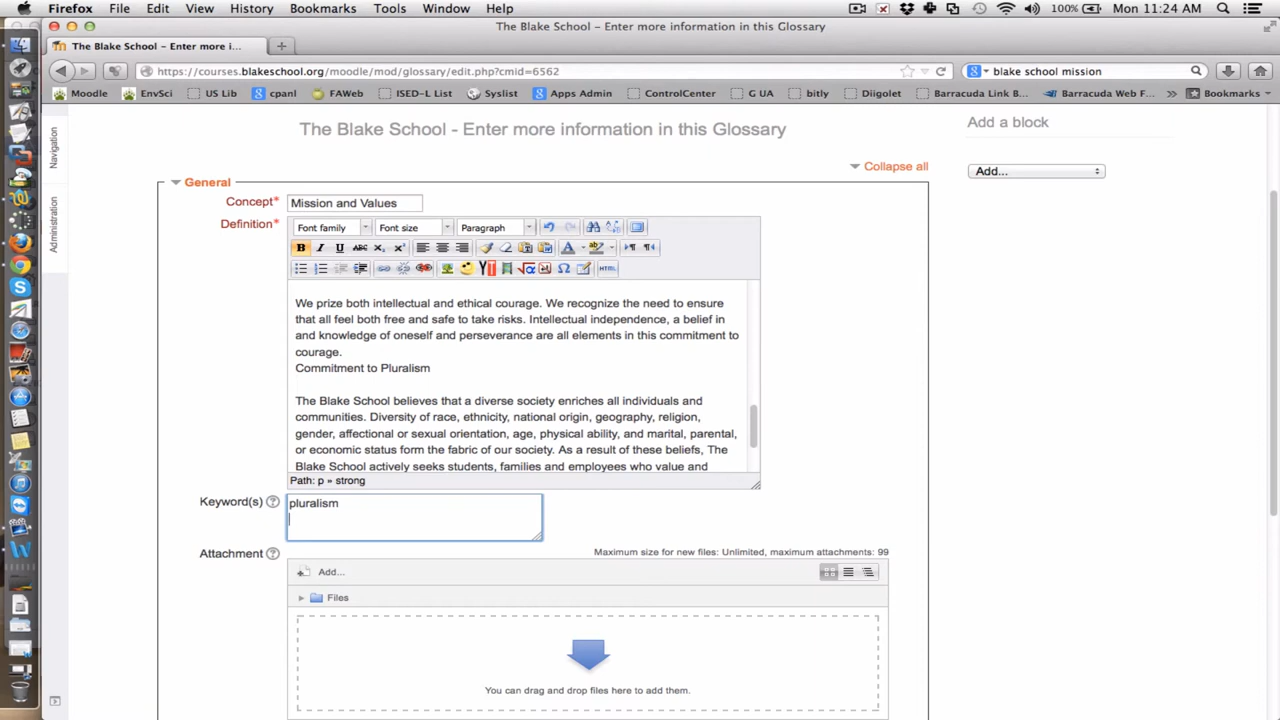 Firefox File Edit View History Bookmarks Tools Window Help 100% Mon 11:24 AM
The Blake School - Enter more information in this Glossary
The Blake School - Enter more i...
https://courses.blakeschool.org/moodle/mod/glossary/edit.php?cmid=6562 blake school mission
Moodle EnvSci US Lib cpanl FAWeb ISED-L List Syslist Apps Admin ControlCenter G UA bitly Diigolet Barracuda Link B... Barracuda Web F... Bookmarks
Navigation
Administration
The Blake School - Enter more information in this Glossary
Add a block
Add...
Collapse all
General
Concept* Mission and Values
Definition*
Font family Font size Paragraph
B I U ABC
HTML
We prize both intellectual and ethical courage. We recognize the need to ensure
that all feel both free and safe to take risks. Intellectual independence, a belief in
and knowledge of oneself and perseverance are all elements in this commitment to
courage.
Commitment to Pluralism
The Blake School believes that a diverse society enriches all individuals and
communities. Diversity of race, ethnicity, national origin, geography, religion,
gender, affectional or sexual orientation, age, physical ability, and marital, parental,
or economic status form the fabric of our society. As a result of these beliefs, The
Blake School actively seeks students, families and employees who value and
Path: p » strong
Keyword(s) pluralism
Attachment Maximum size for new files: Unlimited, maximum attachments: 99
Add...
Files
You can drag and drop files here to add them.